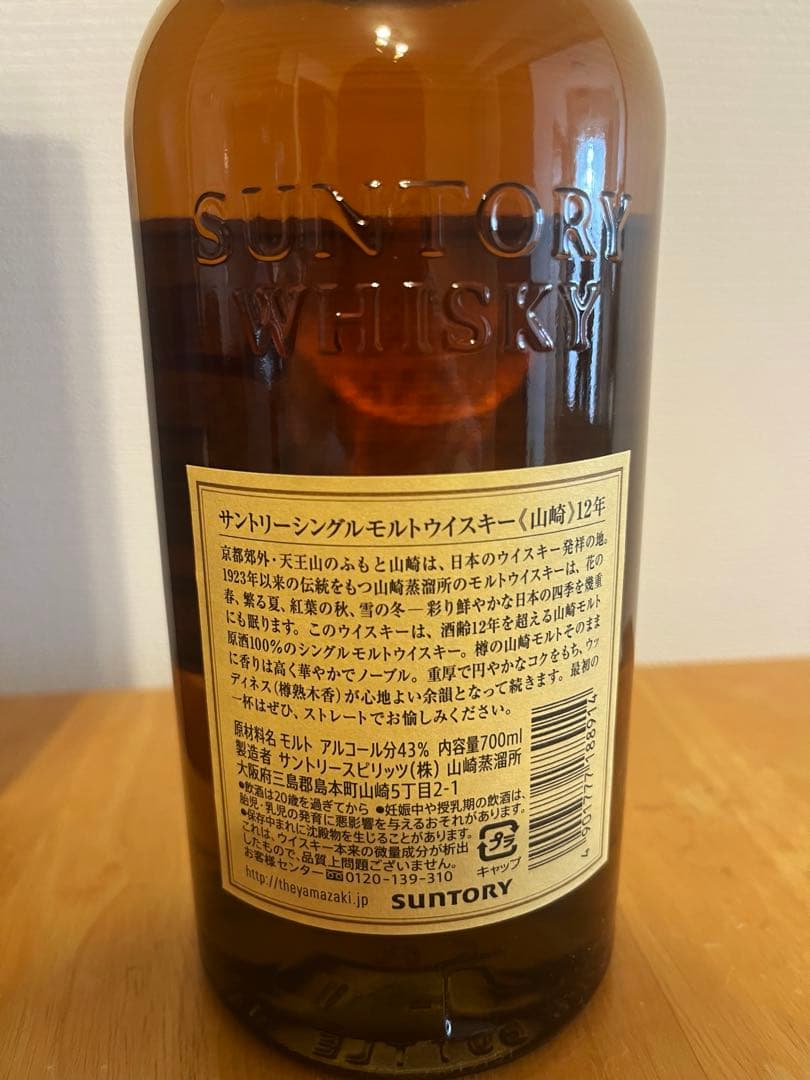 SUNTORY
WHISKY
サントリーシングルモルトウイスキー《山崎》12年
京都郊外・天王山のふもと山崎は、日本のウイスキー発祥の地。
1923年以来の伝統をもつ山崎蒸溜所のモルトウイスキーは、花の
春、繁る夏、紅葉の秋、雪の冬―彩り鮮やかな日本の四季を幾重
にも眠ります。このウイスキーは、酒齢12年を超える山崎モルト
原酒100%のシングルモルトウイスキー。樽の山崎モルトそのまま
に香りは高く華やかでノーブル。重厚で円やかなコクをもち、ウッ
ディネス(樽熟木香)が心地よい余韻となって続きます。最初の
一杯はぜひ、ストレートでお愉しみください。
原材料名 モルト アルコール分43% 内容量700ml
製造者 サントリースピリッツ(株) 山崎蒸溜所
大阪府三島郡島本町山崎5丁目2-1
●飲酒は20歳を過ぎてから ●妊娠中や授乳期の飲酒は、
胎児・乳児の発育に悪影響を与えるおそれがあります。
●保存中まれに沈殿物を生じることがあります。
これは、ウイスキー本来の微量成分が析出
したもので、品質上問題ございません。
お客様センター 0120-139-310
http://theyamazaki.jp
SUNTORY
プラ
キャップ
4 901777 188914